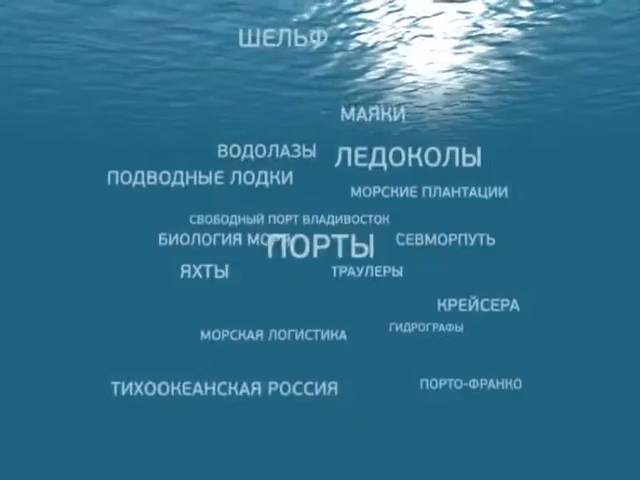 ШЕЛЬФ
МАЯКИ
ВОДОЛАЗЫ
ЛЕДОКОЛЫ
ПОДВОДНЫЕ ЛОДКИ
МОРСКИЕ ПЛАНТАЦИИ
СВОБОДНЫЙ ПОРТ ВЛАДИВОСТОК
БИОЛОГИЯ МОРЯ
ПОРТЫ
СЕВМОРПУТЬ
ЯХТЫ
ТРАУЛЕРЫ
КРЕЙСЕРА
ГИДРОГРАФЫ
МОРСКАЯ ЛОГИСТИКА
ТИХООКЕАНСКАЯ РОССИЯ
ПОРТО-ФРАНКО